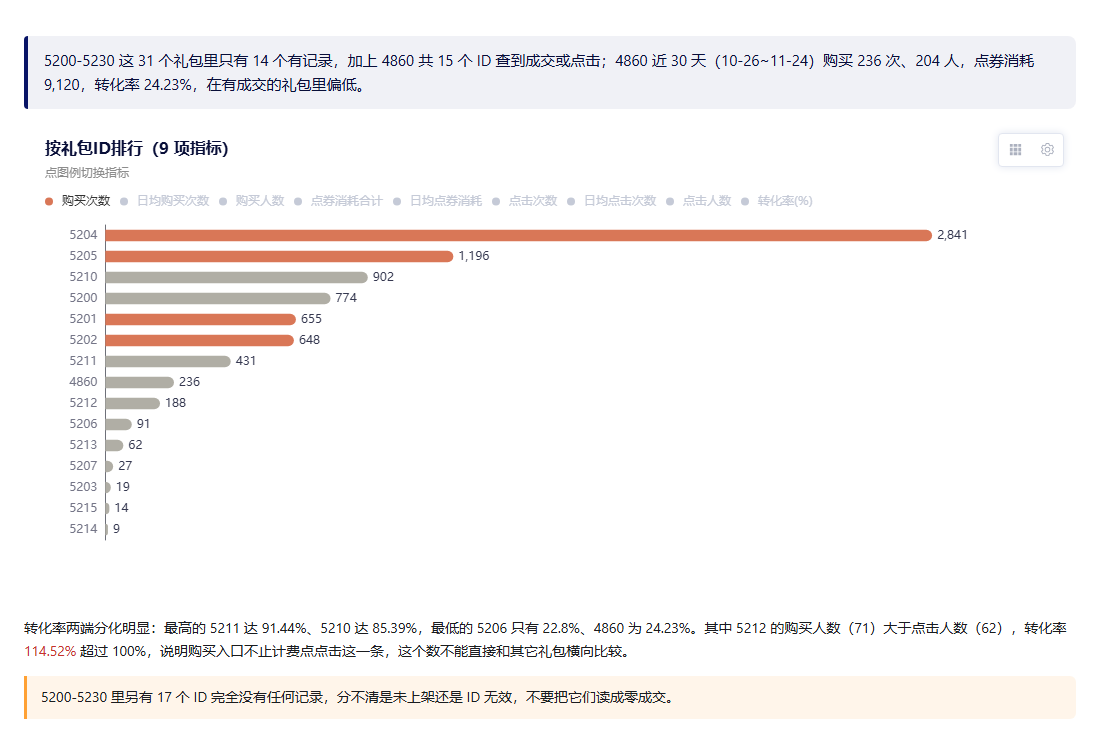 5200-5230 这 31 个礼包里只有 14 个有记录，加上 4860 共 15 个 ID 查到成交或点击；4860 近 30 天（10-26~11-24）购买 236 次、204 人，点券消耗
9,120，转化率 24.23%，在有成交的礼包里偏低。
按礼包ID排行（9 项指标）
点图例切换指标
购买次数 日均购买次数 购买人数 点券消耗合计 日均点券消耗 点击次数 日均点击次数 点击人数 转化率(%)
5204 2,841
5205 1,196
5210 902
5200 774
5201 655
5202 648
5211 431
4860 236
5212 188
5206 91
5213 62
5207 27
5203 19
5215 14
5214 9
转化率两端分化明显：最高的 5211 达 91.44%、5210 达 85.39%，最低的 5206 只有 22.8%、4860 为 24.23%。其中 5212 的购买人数（71）大于点击人数（62），转化率
114.52% 超过 100%，说明购买入口不止计费点点击这一条，这个数不能直接和其它礼包横向比较。
5200-5230 里另有 17 个 ID 完全没有任何记录，分不清是未上架还是 ID 无效，不要把它们读成零成交。